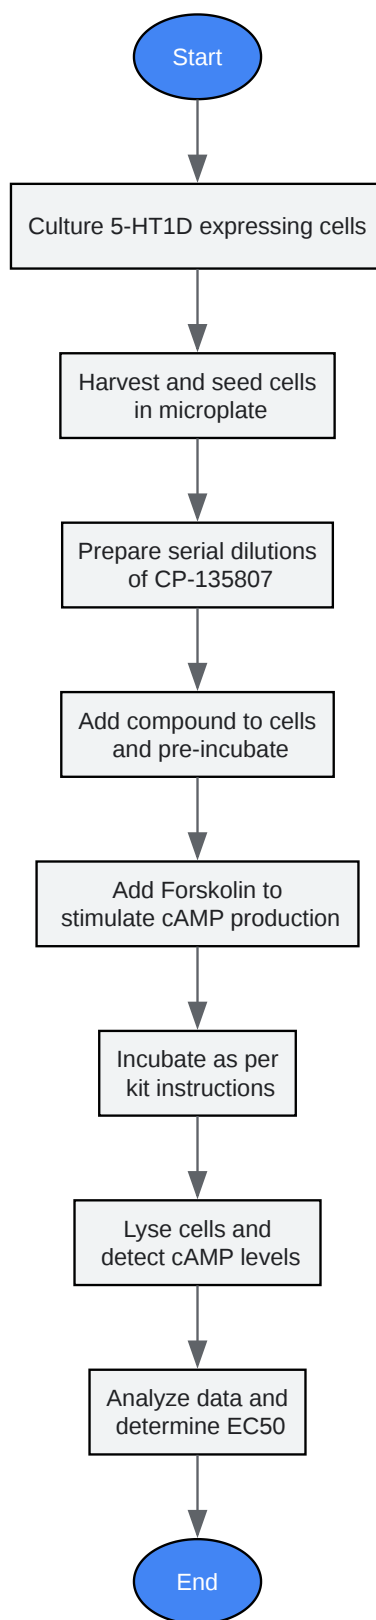 Start
Culture 5-HT1D expressing cells
Harvest and seed cells
in microplate
Prepare serial dilutions
of CP-135807
Add compound to cells
and pre-incubate
Add Forskolin to
stimulate cAMP production
Incubate as per
kit instructions
Lyse cells and
detect cAMP levels
Analyze data and
determine EC50
End